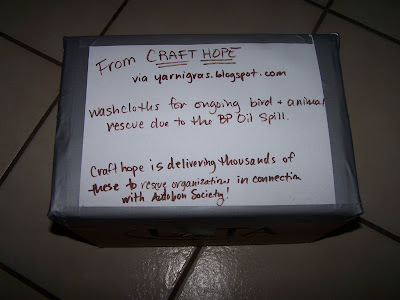 From CRAFT HOPE
via yarnigras.blogspot.com
washcloths for ongoing bird + animal
rescue due to the BP Oil Spill.
Craft hope is delivering thousands of
these to rescue organizations in connection
with Audobon Society!